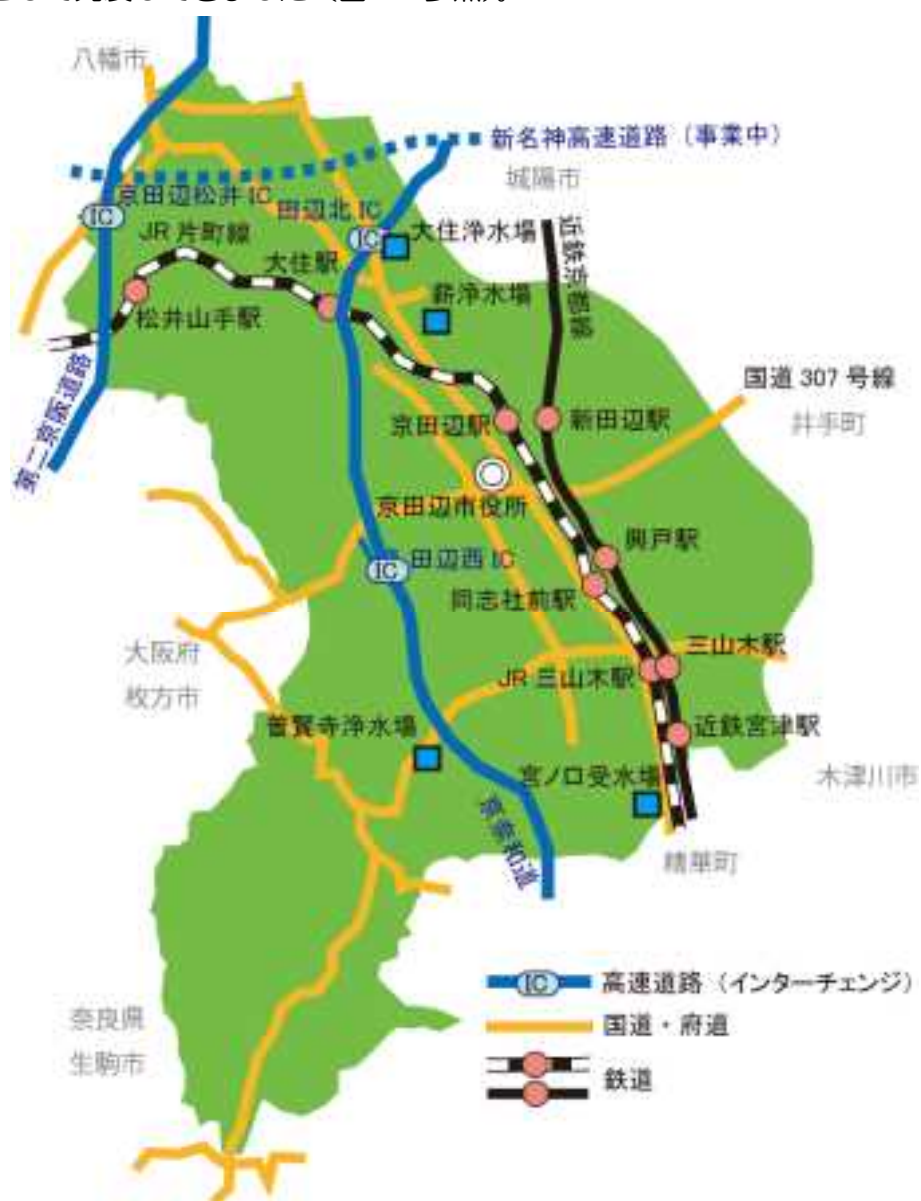 八幡市
新名神高速道路（事業中）
城陽市
京田辺松井 IC
田辺北 IC
IC
IC
大住浄水場
JR 片町線
大住駅
近鉄京都線
松井山手駅
薪浄水場
国道 307 号線
第二京阪道路
京田辺駅
新田辺駅
井手町
京田辺市役所
興戸駅
IC
田辺西 IC
同志社前駅
大阪府
枚方市
三山木駅
JR 三山木駅
普賢寺浄水場
近鉄宮津駅
宮ノ口受水場
木津川市
京奈和道
精華町
IC
高速道路（インターチェンジ）
国道・府道
奈良県
生駒市
鉄道